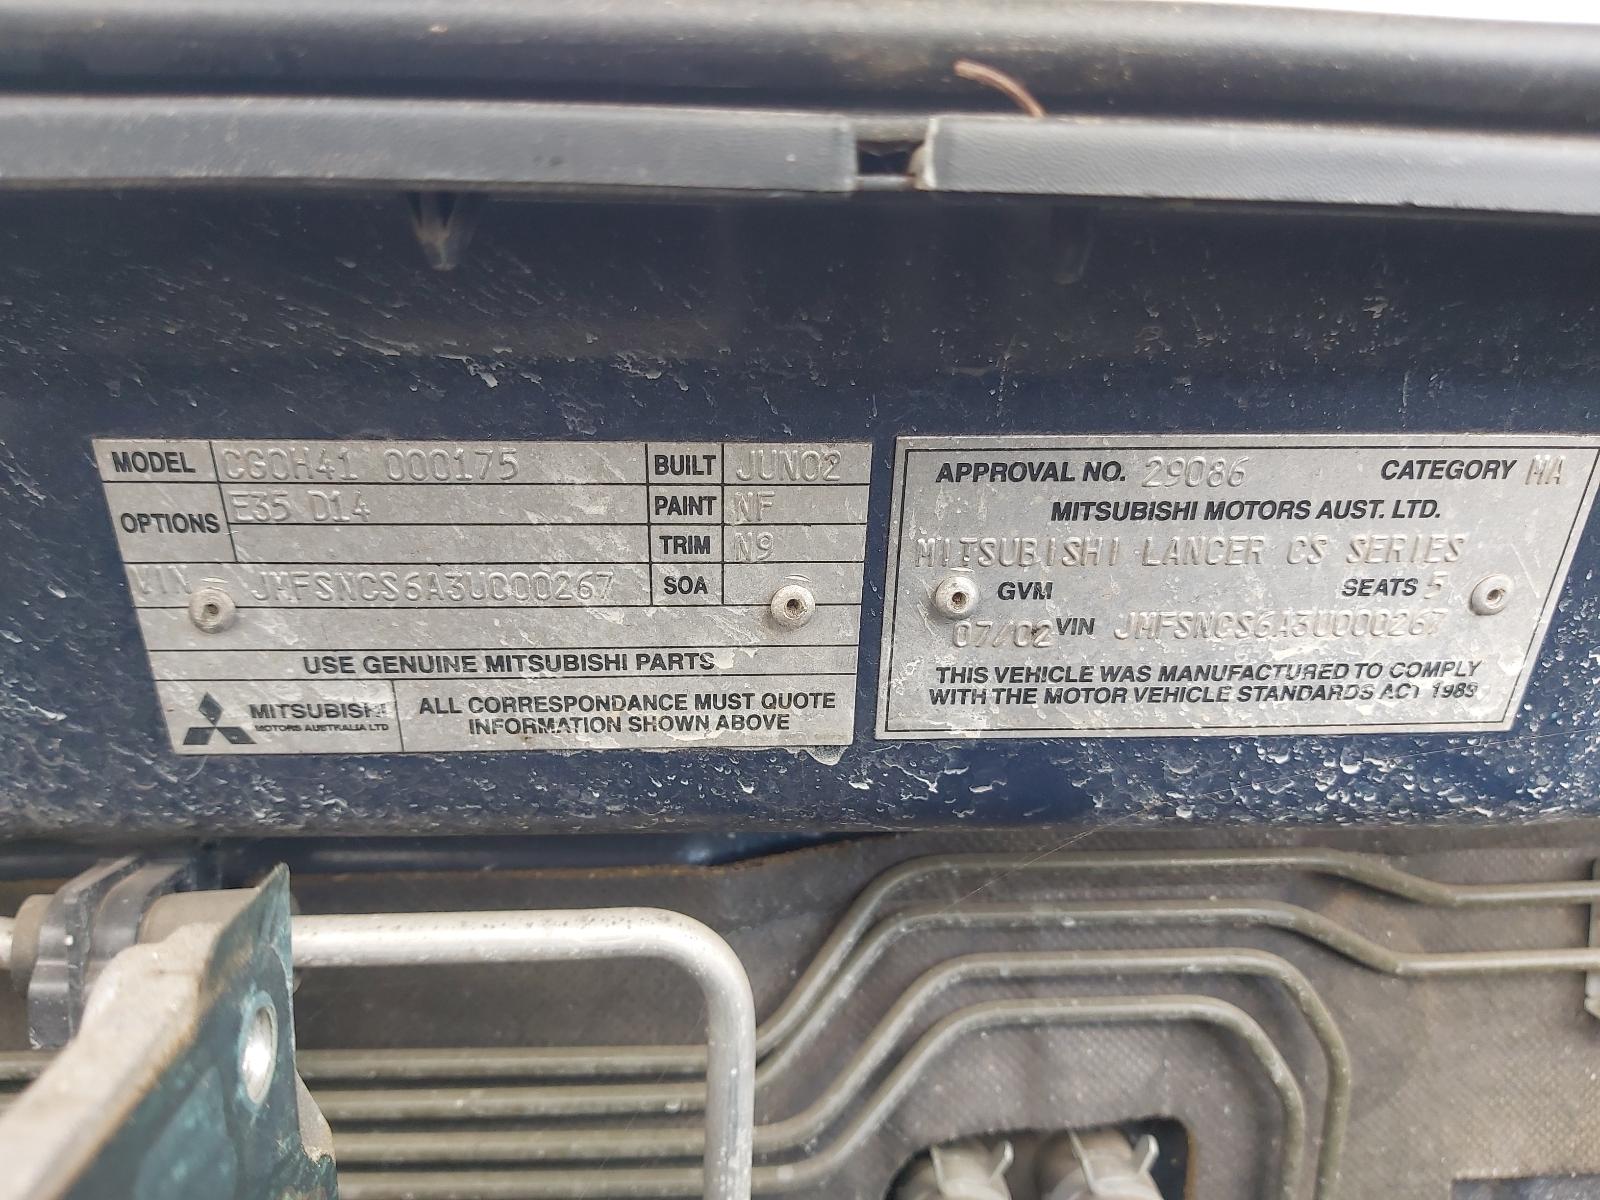 MODEL CG0H41 000175 BUILT JUN02
OPTIONS E35 D14 PAINT NF
TRIM N9
VIN JMFSNCS6A3U000267 SOA
USE GENUINE MITSUBISHI PARTS
MITSUBISHI
MOTORS AUSTRALIA LTD
ALL CORRESPONDANCE MUST QUOTE
INFORMATION SHOWN ABOVE
APPROVAL NO. 29086 CATEGORY MA
MITSUBISHI MOTORS AUST. LTD.
MITSUBISHI LANCER CS SERIES
GVM SEATS 5
07/02 VIN JMFSNCS6A3U000267
THIS VEHICLE WAS MANUFACTURED TO COMPLY
WITH THE MOTOR VEHICLE STANDARDS ACT 1989